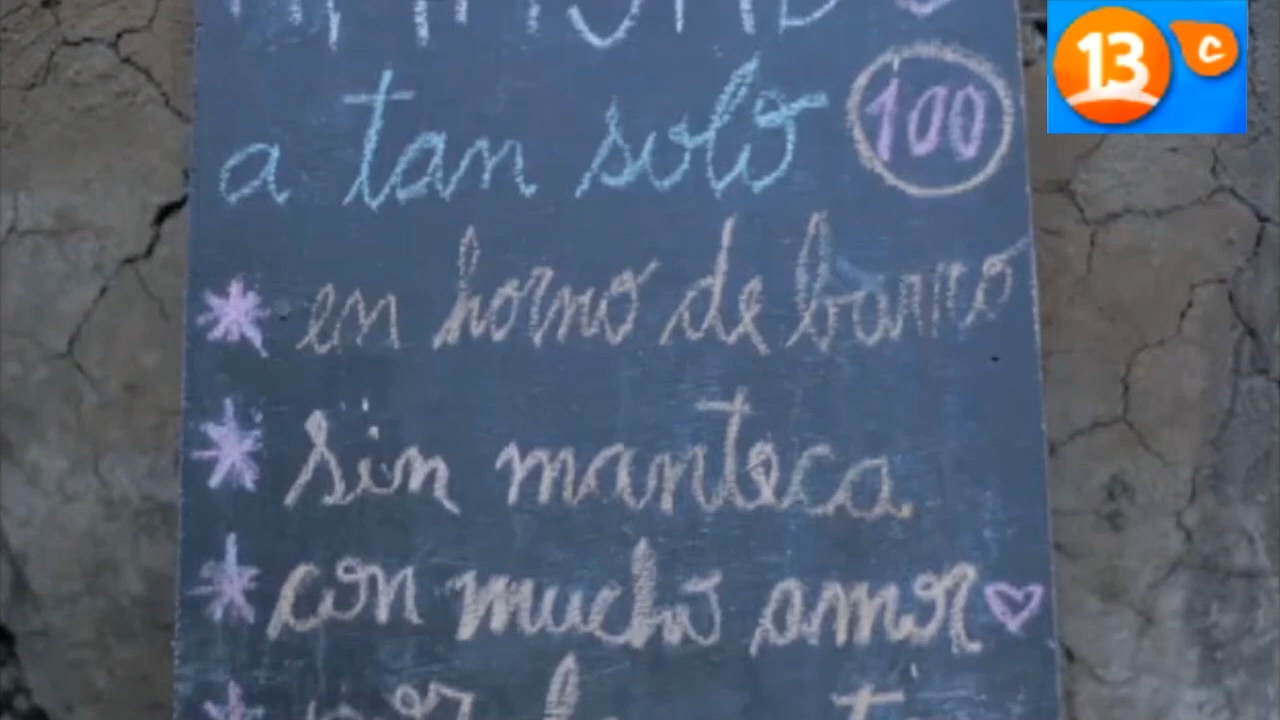 a tan solo 100
* en horno de barro
* sin manteca
* con mucho amor
13 C